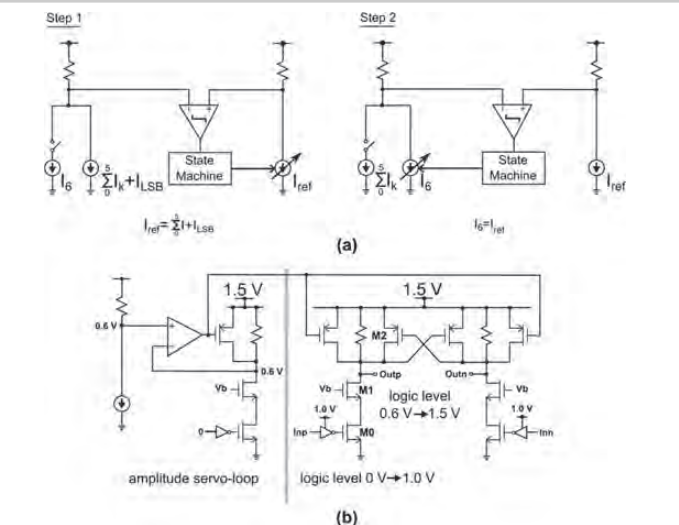 Step 1
Step 2
State
Machine
I6
5
∑Ik+ILSB
0
Iref
State
Machine
5
∑Ik
0
I6
Iref
Iref=∑I+ILSB
I6=Iref
(a)
1.5 V
1.5 V
0.6 V
M2
0.6 V
Outp
Outn
Vb
Vb
M1
logic level
0.6 V→1.5 V
Vb
1.0 V
1.0 V
0
Inp
M0
Inn
amplitude servo-loop
logic level 0 V→1.0 V
(b)